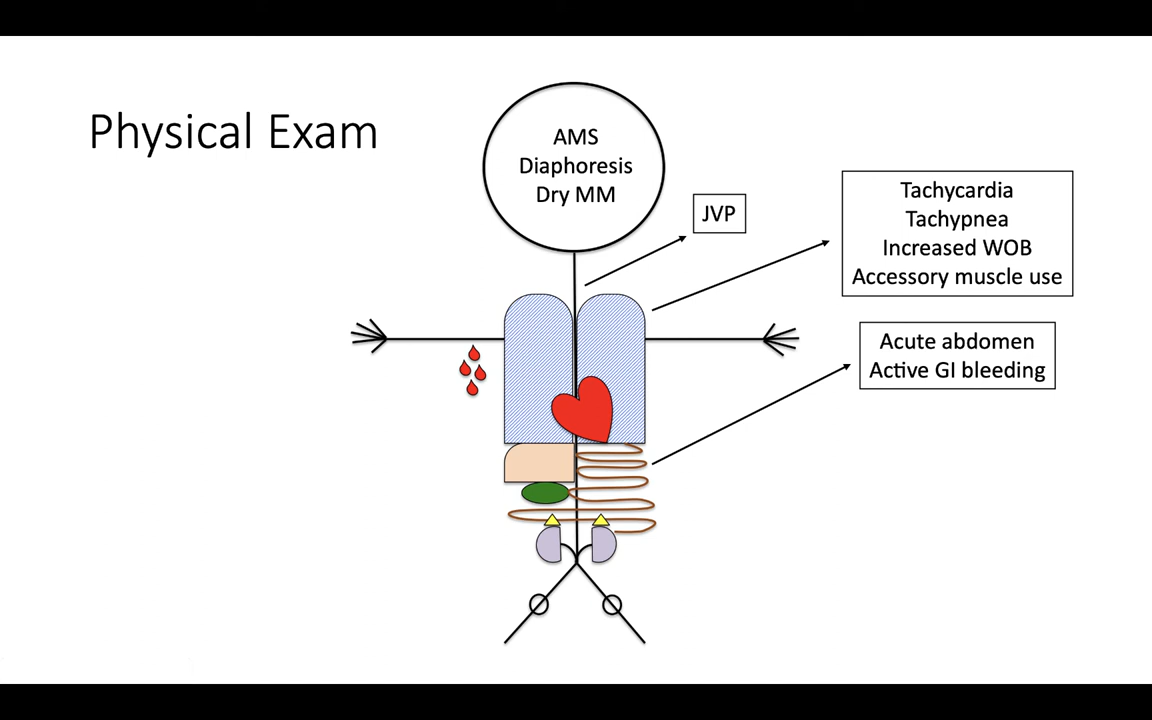 Physical Exam
AMS
Diaphoresis
Dry MM
JVP
Tachycardia
Tachypnea
Increased WOB
Accessory muscle use
Acute abdomen
Active GI bleeding